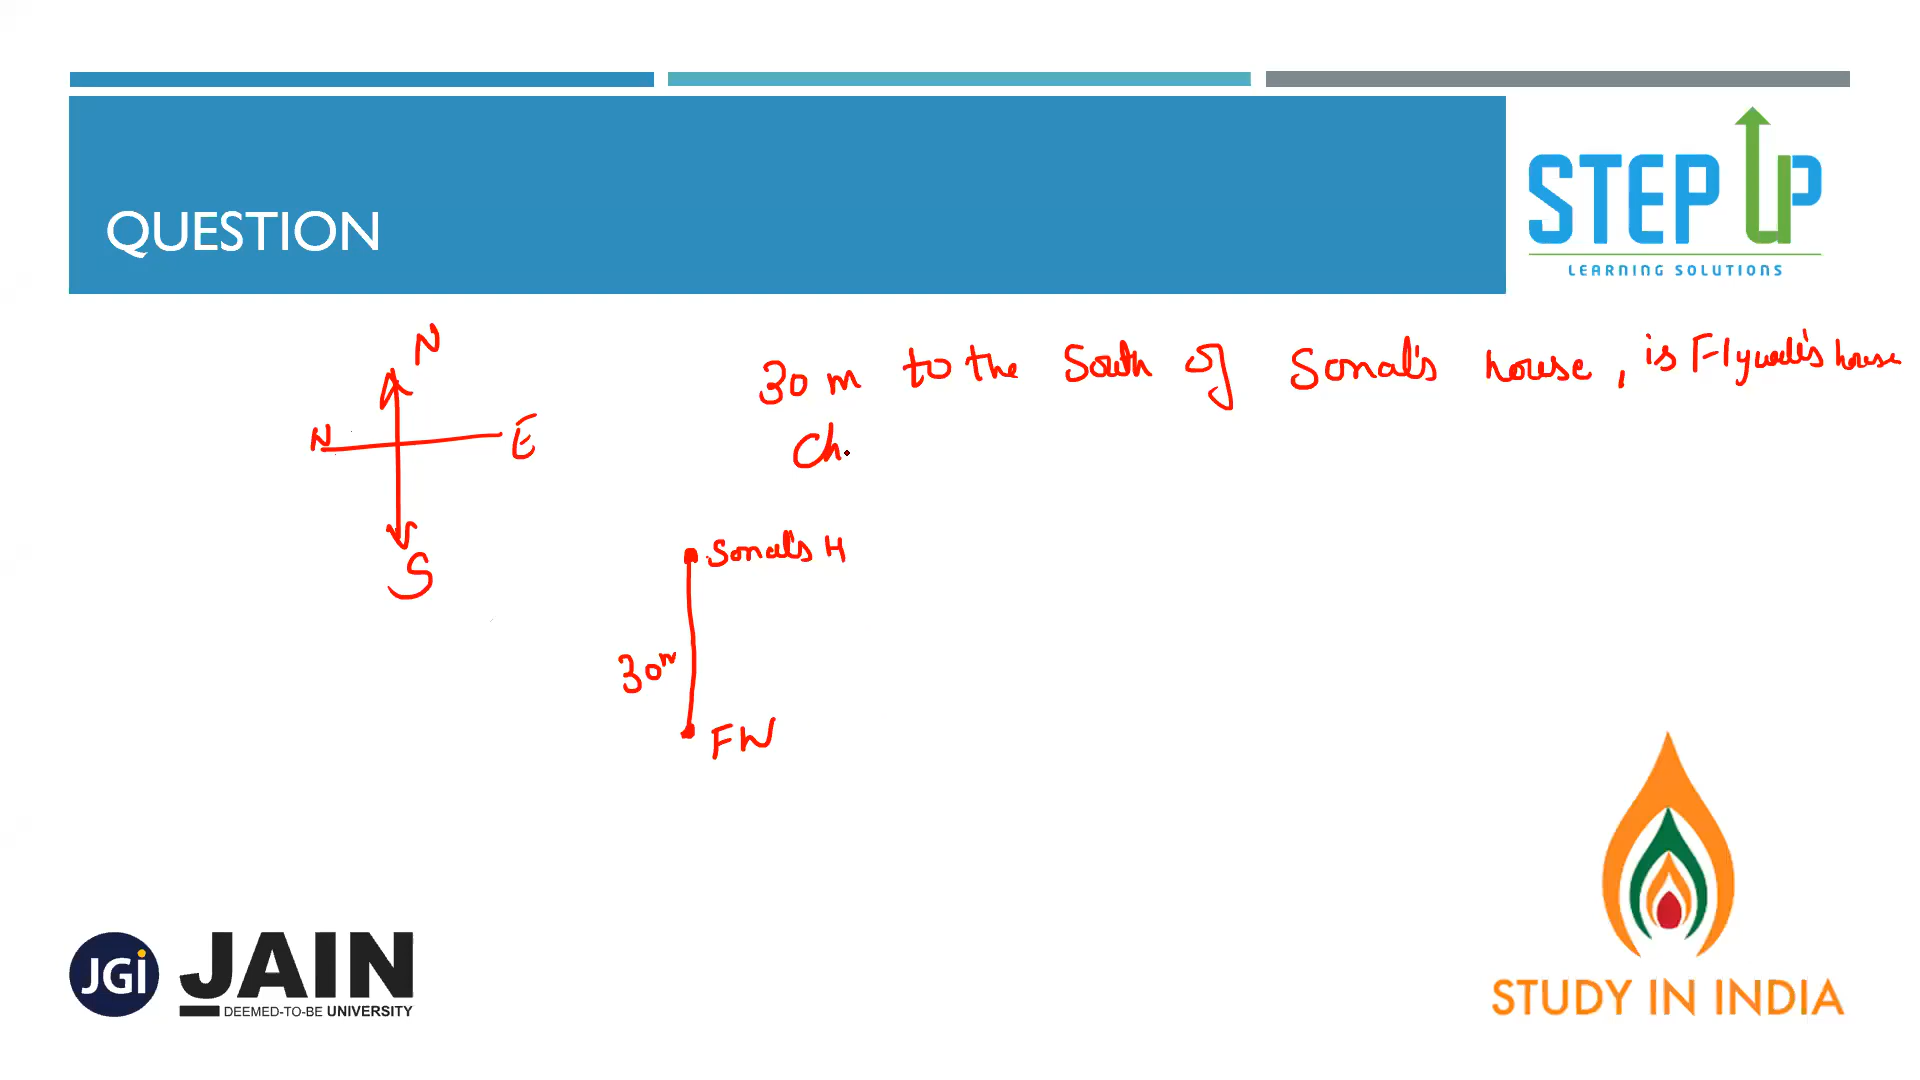 STEP UP
LEARNING SOLUTIONS
QUESTION
N
N E
S
30 m to the South of Sonal's house, is house
Ch
Sonal's H
30m
FW
JGi JAIN
DEEMED-TO-BE UNIVERSITY
STUDY IN INDIA